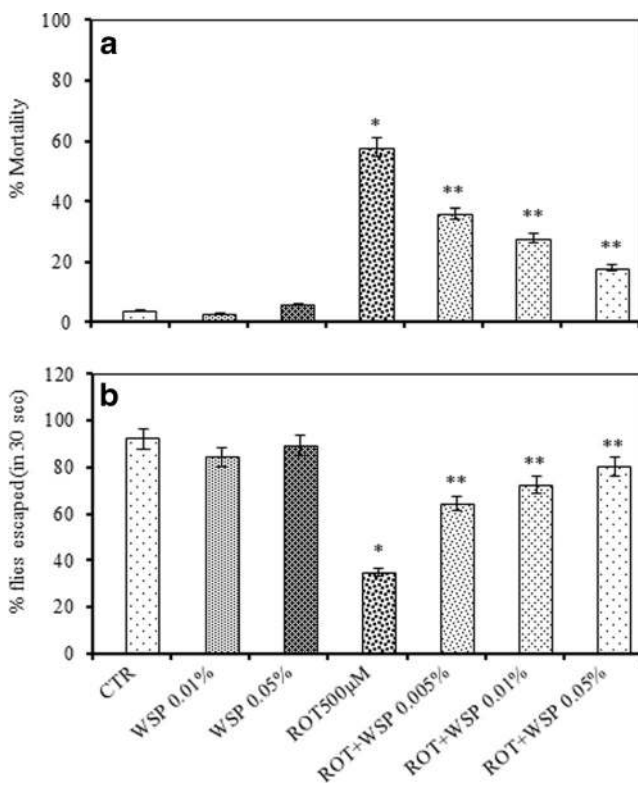 100
a
80
% Mortality
*
60
40
**
**
**
20
0
120
b
100
% flies escaped (in 30 sec)
**
80
**
**
60
*
40
20
0
CTR
WSP 0.01%
WSP 0.05%
ROT500µM
ROT+WSP 0.005%
ROT+WSP 0.01%
ROT+WSP 0.05%